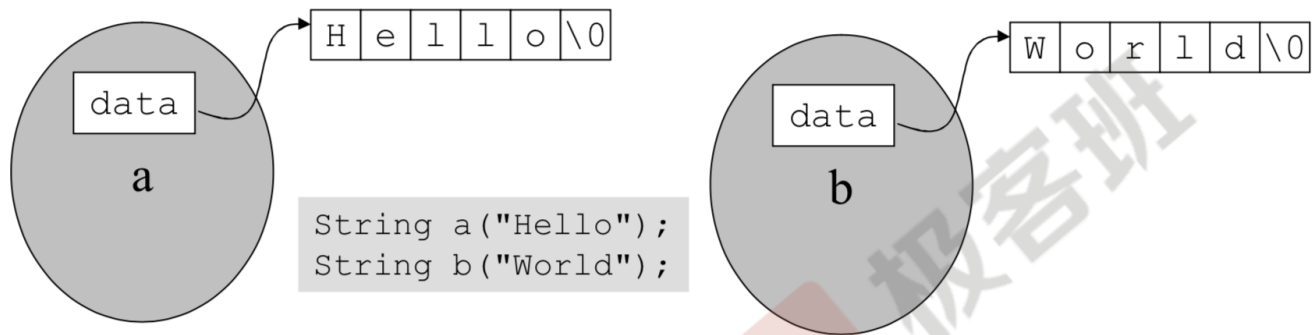 H e l l o \0
data
a
W o r l d \0
data
b
String a("Hello");
String b("World");
极客班